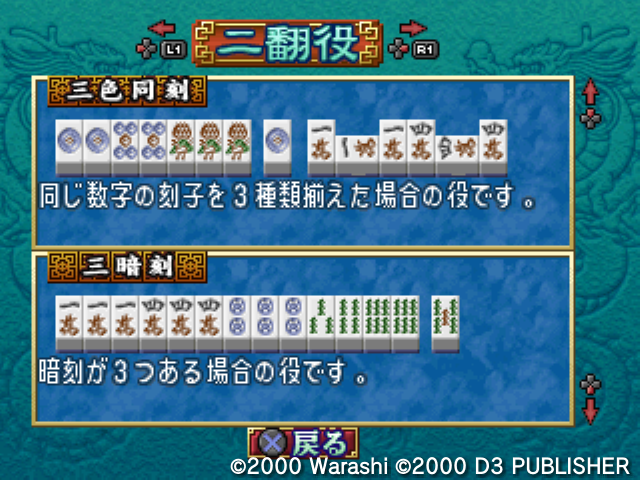 L1 二翻役 R1
三色同刻
同じ数字の刻子を3種類揃えた場合の役です。
三暗刻
暗刻が3つある場合の役です。
戻る
©2000 Warashi ©2000 D3 PUBLISHER